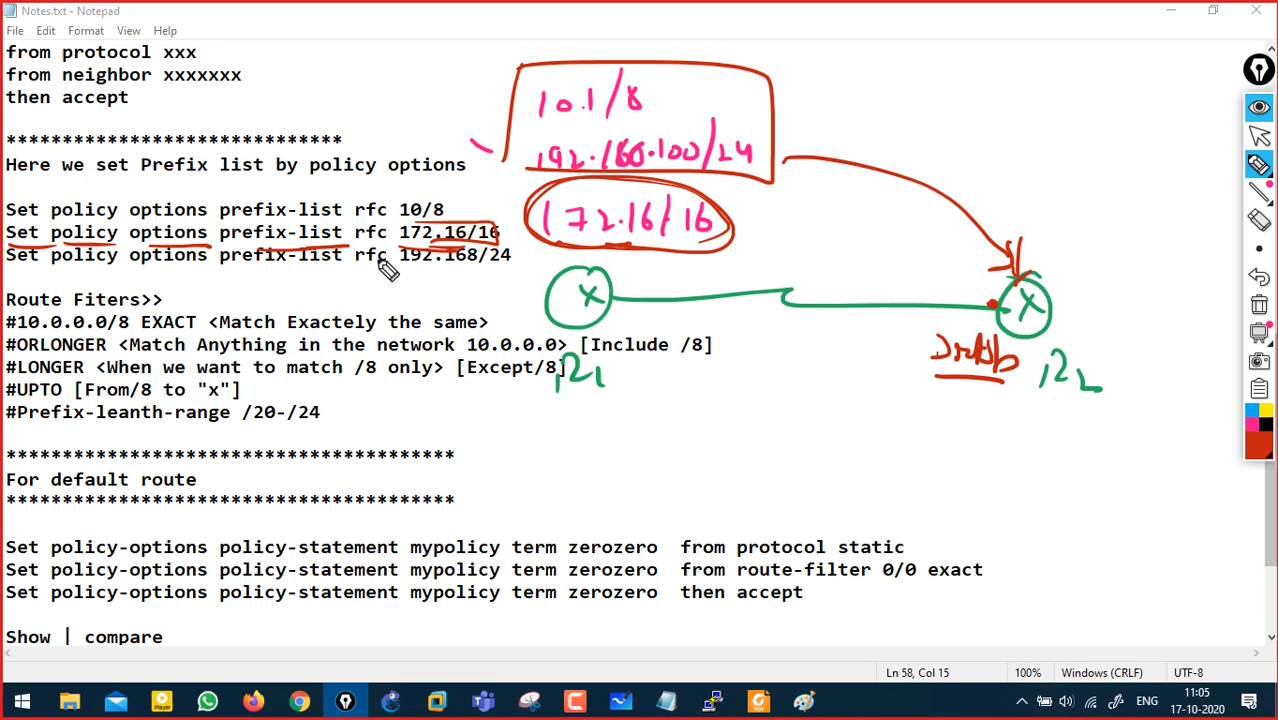 Notes.txt - Notepad
File Edit Format View Help
from protocol xxx
from neighbor xxxxxxx
then accept
******************************
Here we set Prefix list by policy options
Set policy options prefix-list rfc 10/8
Set policy options prefix-list rfc 172.16/16
Set policy options prefix-list rfc 192.168/24
10.1/8
192.168.100/24
172.16/16
X
X
R1
R2
Route Fiters>>
#10.0.0.0/8 EXACT <Match Exactely the same>
#ORLONGER <Match Anything in the network 10.0.0.0> [Include /8]
#LONGER <When we want to match /8 only> [Except/8]
#UPTO [From/8 to "x"]
#Prefix-leanth-range /20-/24
****************************************
For default route
****************************************
Set policy-options policy-statement mypolicy term zerozero  from protocol static
Set policy-options policy-statement mypolicy term zerozero  from route-filter 0/0 exact
Set policy-options policy-statement mypolicy term zerozero  then accept
Show | compare
Ln 58, Col 15 100% Windows (CRLF) UTF-8
ENG 11:05
17-10-2020